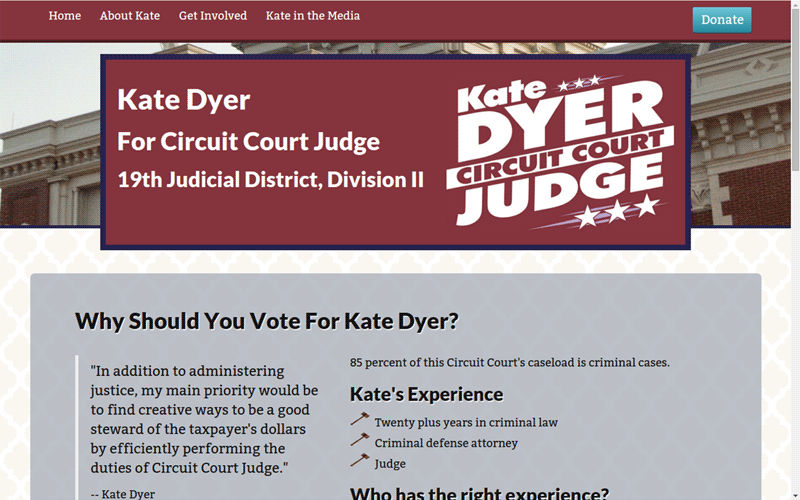 Home About Kate Get Involved Kate in the Media Donate
Kate Dyer
For Circuit Court Judge
19th Judicial District, Division II
Kate
DYER
CIRCUIT COURT
JUDGE
Why Should You Vote For Kate Dyer?
"In addition to administering
justice, my main priority would be
to find creative ways to be a good
steward of the taxpayer's dollars
by efficiently performing the
duties of Circuit Court Judge."
-- Kate Dyer
85 percent of this Circuit Court's caseload is criminal cases.
Kate's Experience
Twenty plus years in criminal law
Criminal defense attorney
Judge
Who has the right experience?